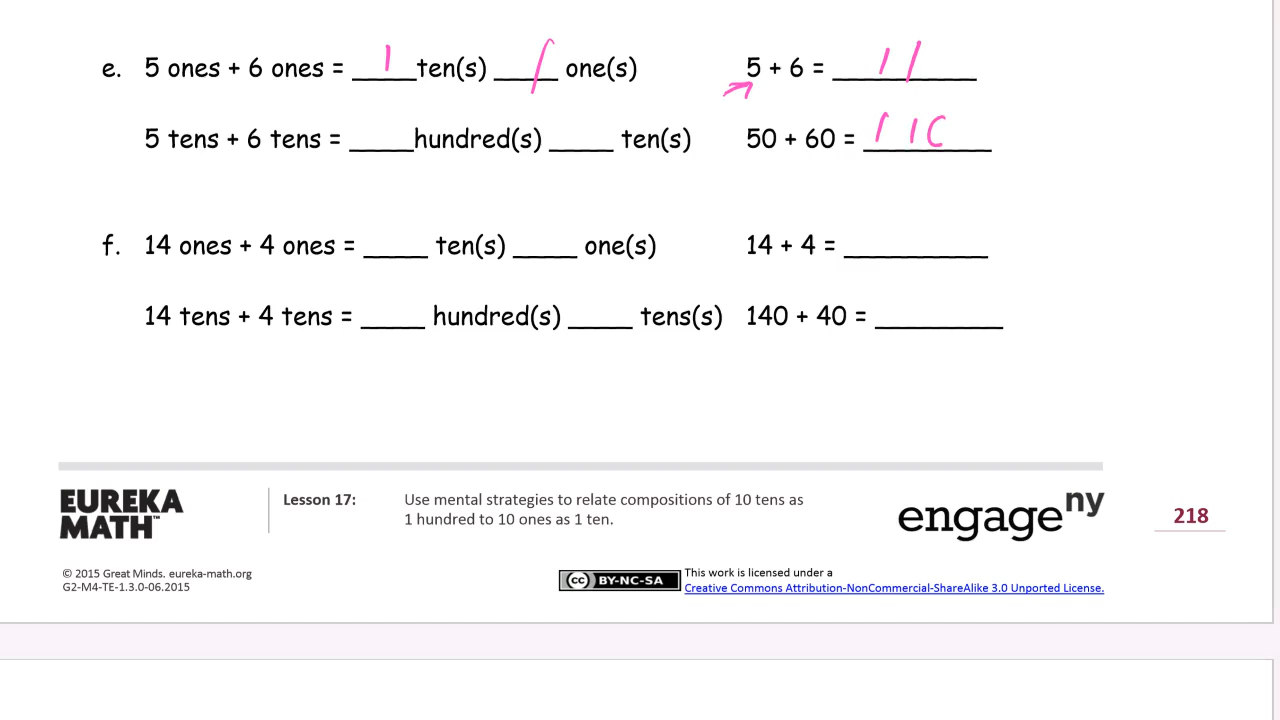 e. 5 ones + 6 ones = 1 ten(s) 1 one(s) 5 + 6 = 11
5 tens + 6 tens = ____hundred(s) ____ ten(s) 50 + 60 = 110
f. 14 ones + 4 ones = ____ ten(s) ____ one(s) 14 + 4 = _________
14 tens + 4 tens = ____ hundred(s) ____ tens(s) 140 + 40 = ________
EUREKA MATH™
Lesson 17: Use mental strategies to relate compositions of 10 tens as
1 hundred to 10 ones as 1 ten.
engage ny
218
© 2015 Great Minds. eureka-math.org
G2-M4-TE-1.3.0-06.2015
cc BY-NC-SA
This work is licensed under a
Creative Commons Attribution-NonCommercial-ShareAlike 3.0 Unported License.